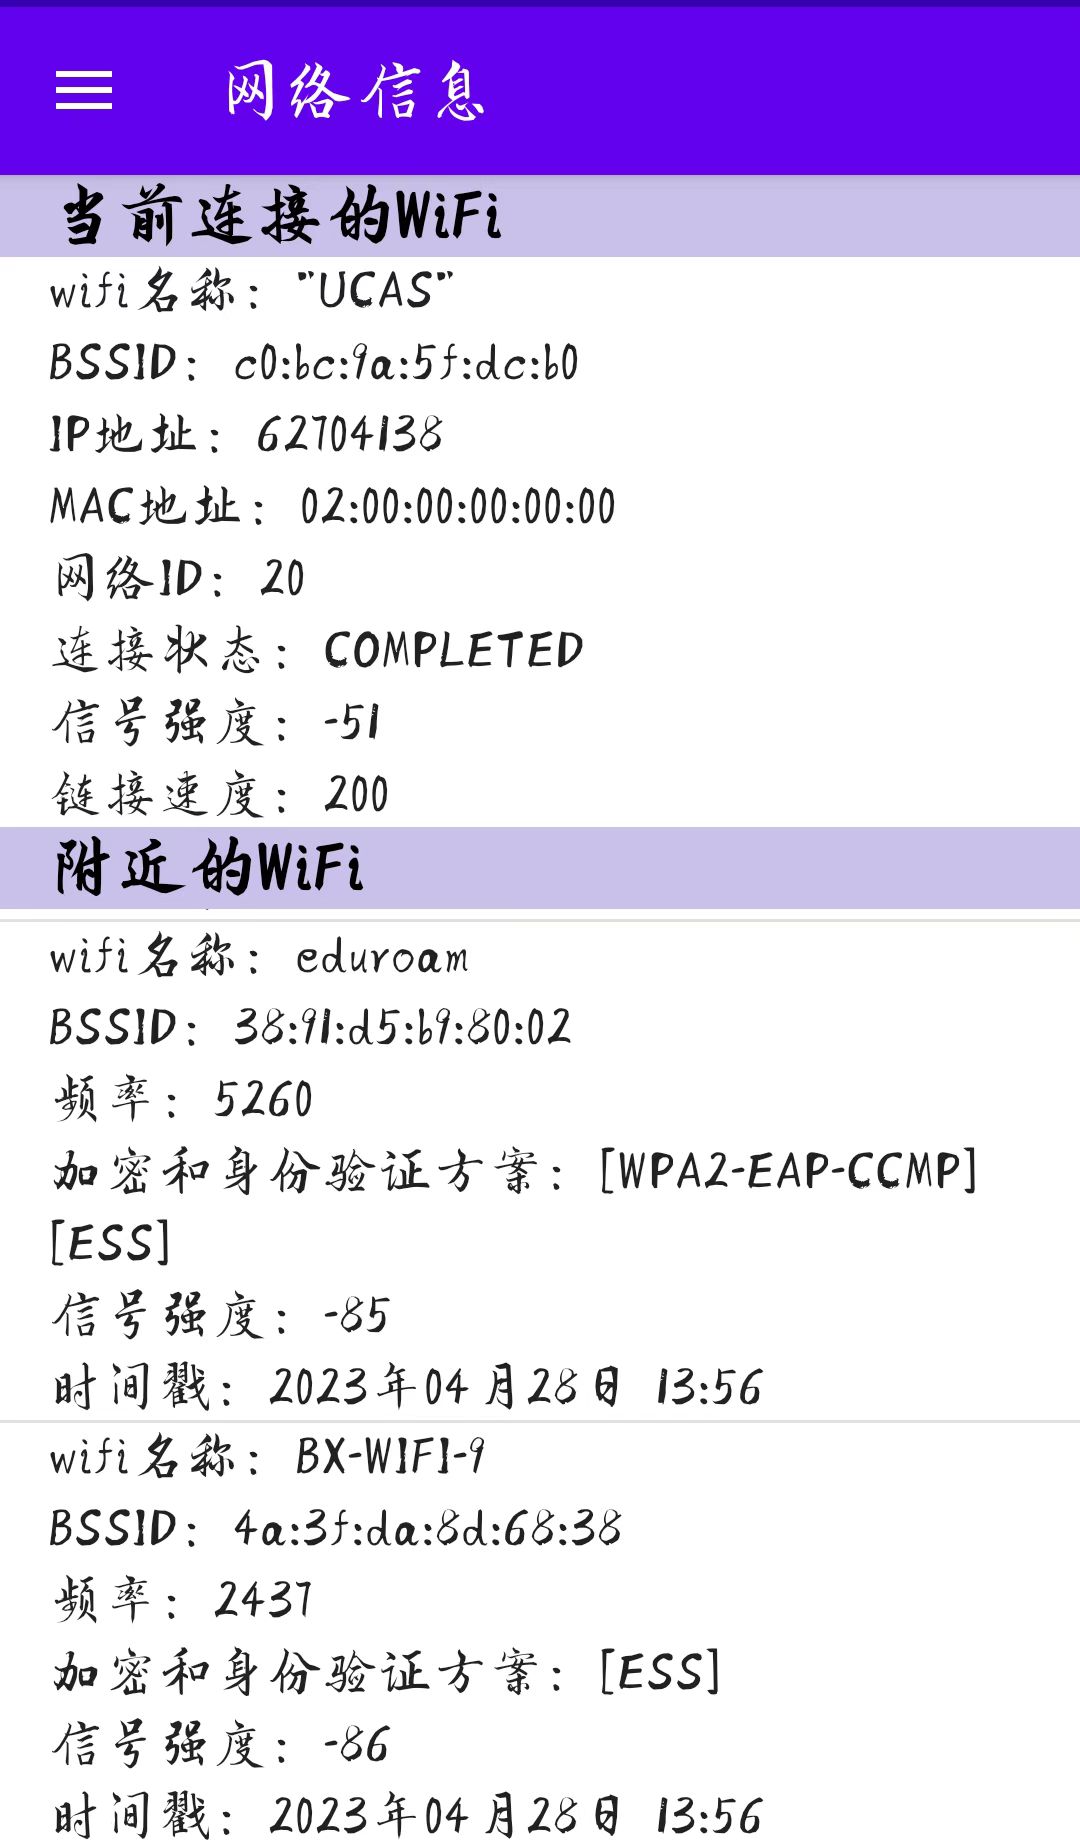 网络信息
当前连接的WiFi
wifi名称："UCAS"
BSSID：c0:bc:9a:5f:dc:b0
IP地址：62704138
MAC地址：02:00:00:00:00:00
网络ID：20
连接状态：COMPLETED
信号强度：-51
链接速度：200
附近的WiFi
wifi名称：eduroam
BSSID：38:91:d5:b9:80:02
频率：5260
加密和身份验证方案：[WPA2-EAP-CCMP]
[ESS]
信号强度：-85
时间戳：2023年04月28日 13:56
wifi名称：BX-WIFI-9
BSSID：4a:3f:da:8d:68:38
频率：2437
加密和身份验证方案：[ESS]
信号强度：-86
时间戳：2023年04月28日 13:56